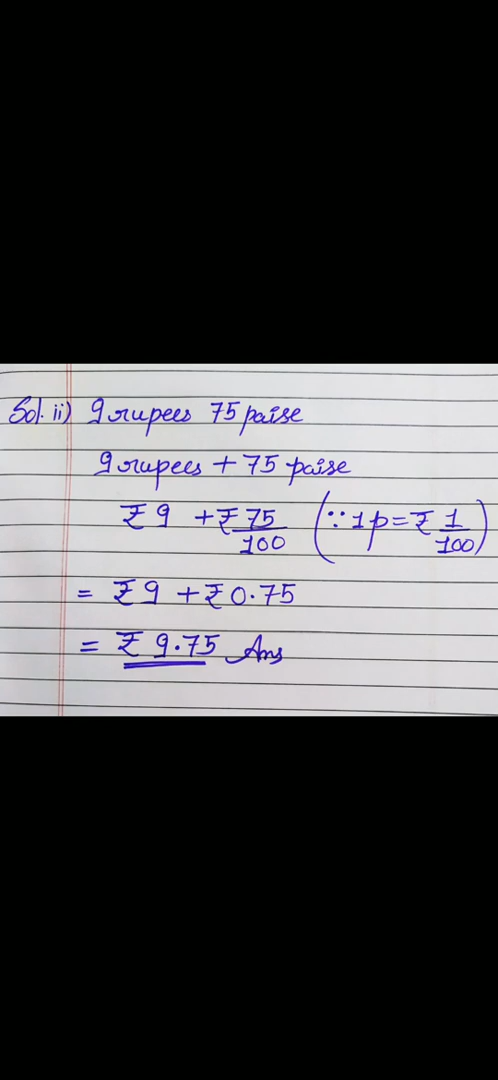 Sol. ii) 9 rupees 75 paise
9 rupees + 75 paise
₹ 9 + ₹ 75/100 (∵ 1 p = ₹ 1/100)
= ₹ 9 + ₹ 0.75
= ₹ 9.75 Ans